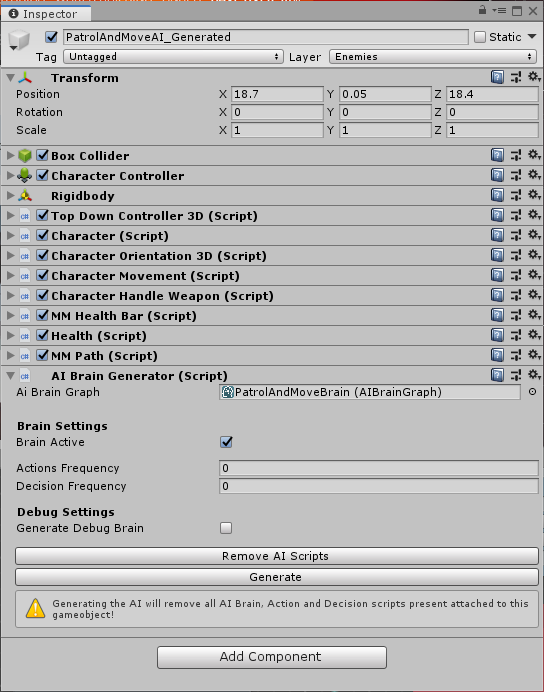 Inspector
PatrolAndMoveAI_Generated Static
Tag Untagged Layer Enemies
Transform
Position X 18.7 Y 0.05 Z 18.4
Rotation X 0 Y 0 Z 0
Scale X 1 Y 1 Z 1
Box Collider
Character Controller
Rigidbody
Top Down Controller 3D (Script)
Character (Script)
Character Orientation 3D (Script)
Character Movement (Script)
Character Handle Weapon (Script)
MM Health Bar (Script)
Health (Script)
MM Path (Script)
AI Brain Generator (Script)
Ai Brain Graph PatrolAndMoveBrain (AIBrainGraph)
Brain Settings
Brain Active
Actions Frequency 0
Decision Frequency 0
Debug Settings
Generate Debug Brain
Remove AI Scripts
Generate
Generating the AI will remove all AI Brain, Action and Decision scripts present attached to this
gameobject!
Add Component